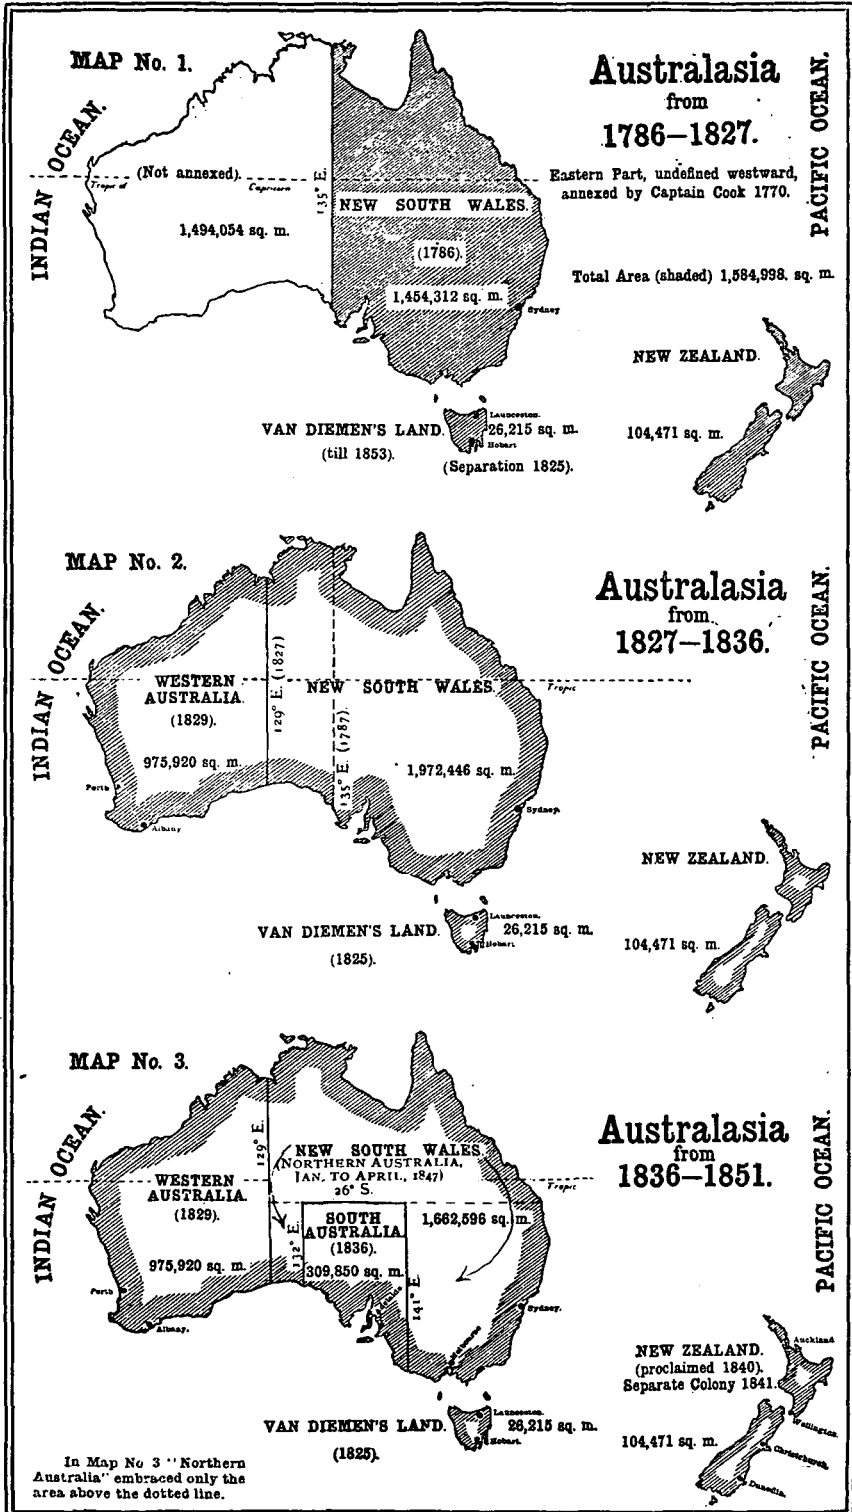 MAP No. 1.
Australasia
from
1786—1827.
Eastern Part, undefined westward,
annexed by Captain Cook 1770.
Total Area (shaded) 1,584,998. sq. m.
INDIAN OCEAN.
PACIFIC OCEAN.
(Not annexed).
Tropic of Capricorn
135° E.
1,494,054 sq. m.
NEW SOUTH WALES.
(1786).
1,454,312 sq. m.
Sydney
NEW ZEALAND.
104,471 sq. m.
VAN DIEMEN'S LAND.
(till 1853).
Launceston.
26,215 sq. m.
Hobart
(Separation 1825).
MAP No. 2.
Australasia
from
1827—1836.
INDIAN OCEAN.
PACIFIC OCEAN.
WESTERN
AUSTRALIA.
(1829).
975,920 sq. m.
129° E. (1827)
135° E. (1787).
NEW SOUTH WALES.
Tropic
1,972,446 sq. m.
Perth
Albany
Sydney.
NEW ZEALAND.
104,471 sq. m.
VAN DIEMEN'S LAND.
(1825).
Launceston.
26,215 sq. m.
Hobart
MAP No. 3.
Australasia
from
1836—1851.
INDIAN OCEAN.
PACIFIC OCEAN.
129° E.
NEW SOUTH WALES.
(NORTHERN AUSTRALIA,
JAN. TO APRIL, 1847)
26° S.
Tropic
WESTERN
AUSTRALIA.
(1829).
975,920 sq. m.
132° E.
SOUTH
AUSTRALIA.
(1836).
309,850 sq. m.
141° E.
1,662,596 sq. m.
Perth
Albany.
Adelaide
Melbourne
Sydney.
NEW ZEALAND.
(proclaimed 1840).
Separate Colony 1841.
104,471 sq. m.
Auckland
Wellington.
Christchurch.
Dunedin.
VAN DIEMEN'S LAND.
(1825).
Launceston.
26,215 sq. m.
Hobart.
In Map No 3 "Northern
Australia" embraced only the
area above the dotted line.